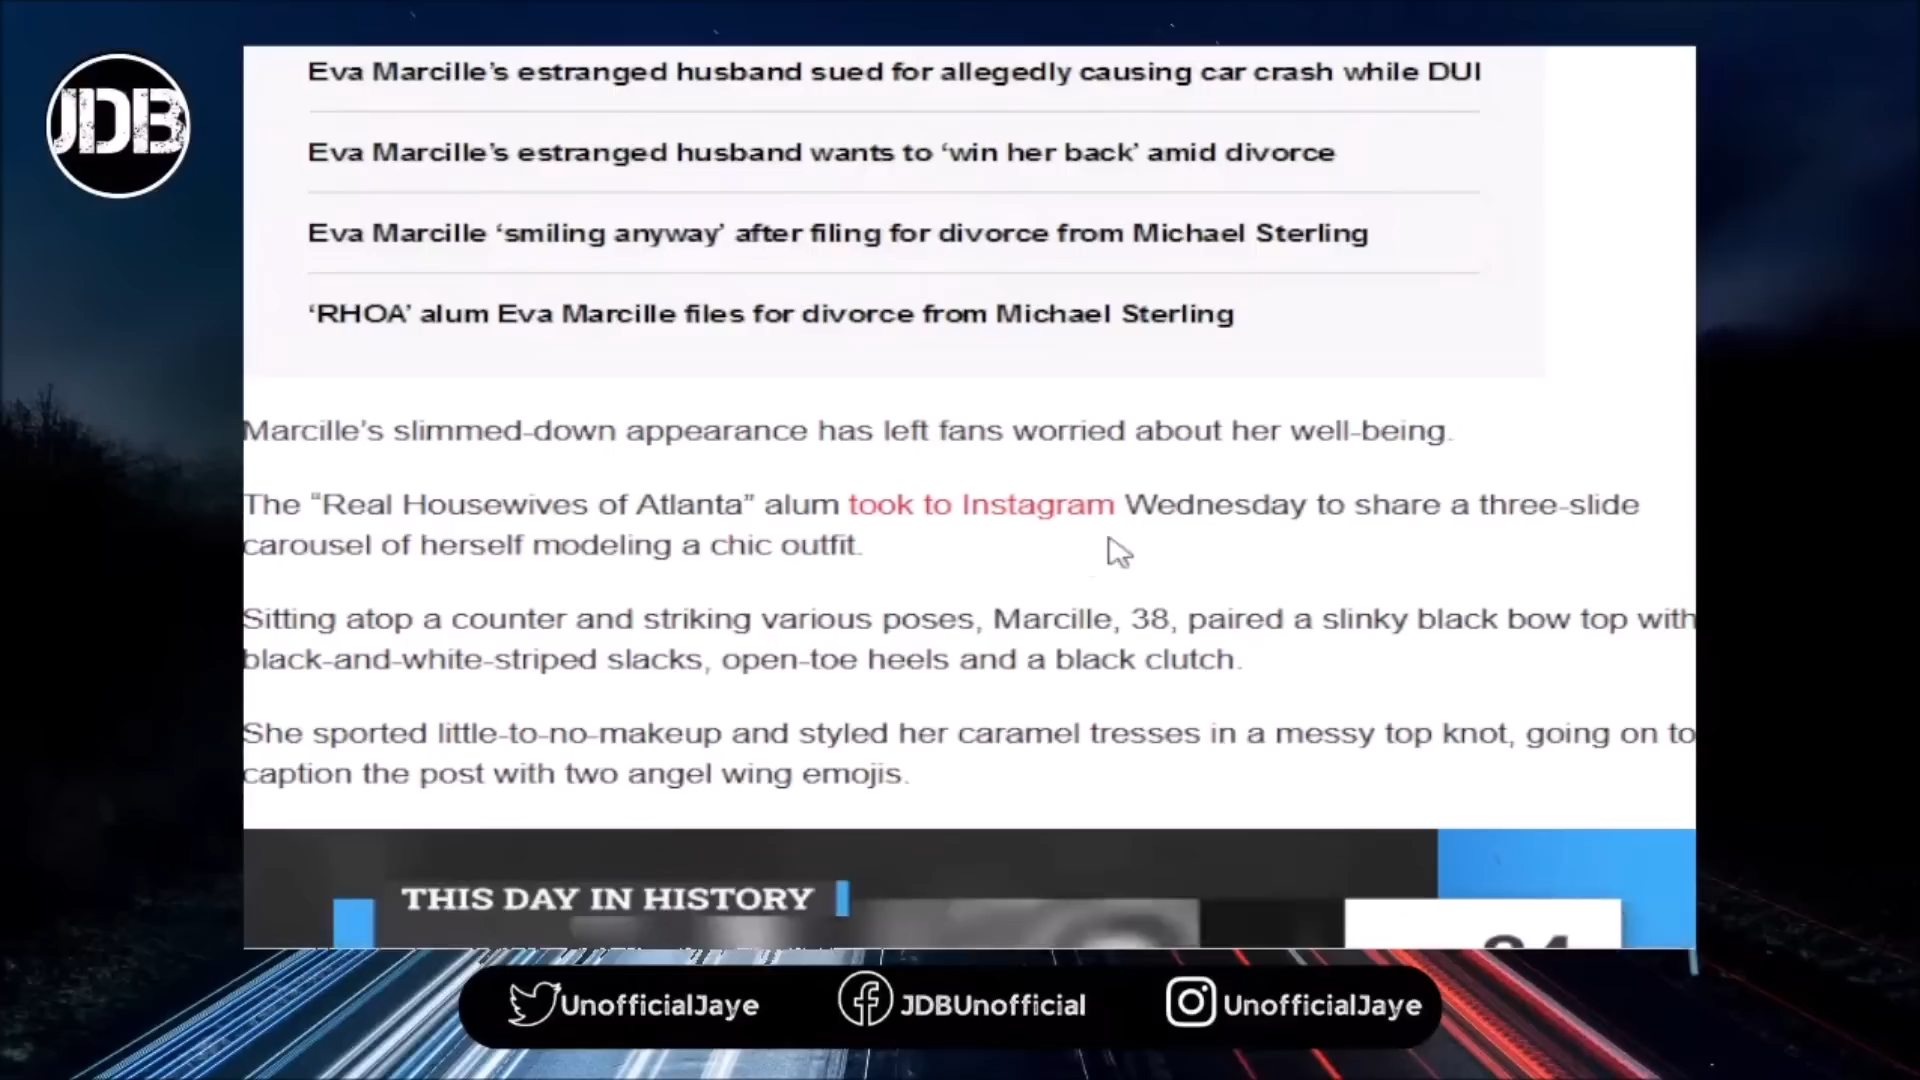 JDB
Eva Marcille’s estranged husband sued for allegedly causing car crash while DUI
Eva Marcille’s estranged husband wants to ‘win her back’ amid divorce
Eva Marcille ‘smiling anyway’ after filing for divorce from Michael Sterling
‘RHOA’ alum Eva Marcille files for divorce from Michael Sterling
Marcille’s slimmed-down appearance has left fans worried about her well-being.
The “Real Housewives of Atlanta” alum took to Instagram Wednesday to share a three-slide
carousel of herself modeling a chic outfit.
Sitting atop a counter and striking various poses, Marcille, 38, paired a slinky black bow top with
black-and-white-striped slacks, open-toe heels and a black clutch.
She sported little-to-no-makeup and styled her caramel tresses in a messy top knot, going on to
caption the post with two angel wing emojis.
THIS DAY IN HISTORY
UnofficialJaye JDBUnofficial UnofficialJaye